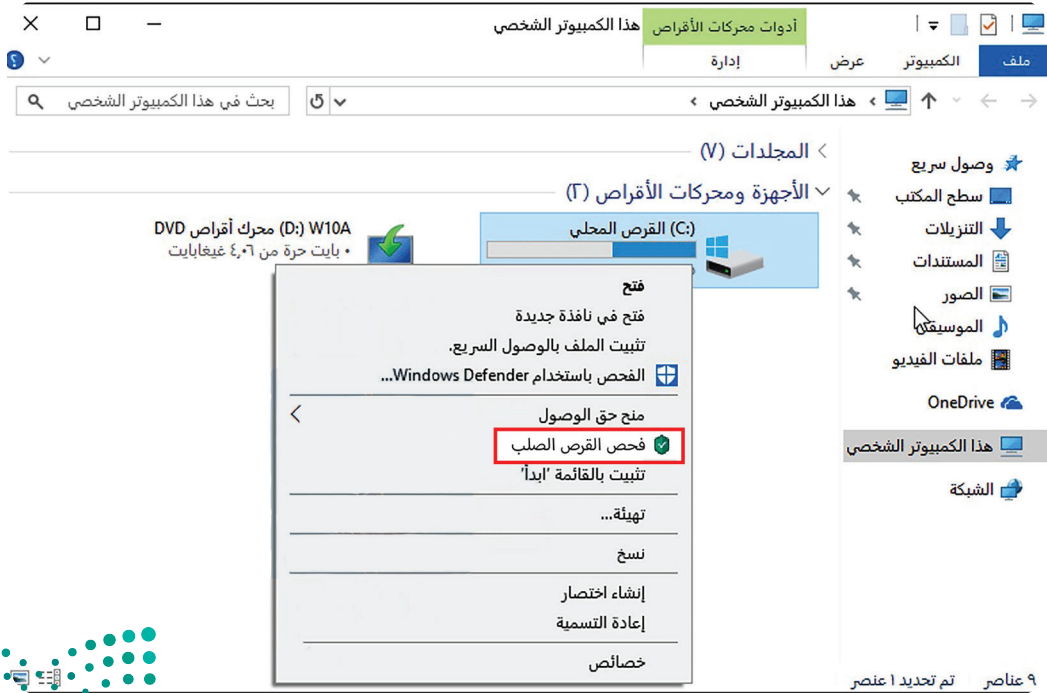 أدوات محركات الأقراص
هذا الكمبيوتر الشخصي
ملف
الكمبيوتر
عرض
إدارة
هذا الكمبيوتر الشخصي
بحث في هذا الكمبيوتر الشخصي
وصول سريع
سطح المكتب
التنزيلات
المستندات
الصور
الموسيقى
ملفات الفيديو
OneDrive
هذا الكمبيوتر الشخصي
الشبكة
المجلدات (٧)
الأجهزة ومحركات الأقراص (٢)
(C:) القرص المحلي
محرك أقراص DVD (D:) W10A
٠ بايت حرة من ٤,٠٦ غيغابايت
فتح
فتح في نافذة جديدة
تثبيت الملف بالوصول السريع.
الفحص باستخدام Windows Defender...
منح حق الوصول
فحص القرص الصلب
تثبيت بالقائمة 'ابدأ'
تهيئة...
نسخ
إنشاء اختصار
إعادة التسمية
خصائص
٩ عناصر
تم تحديد ١ عنصر